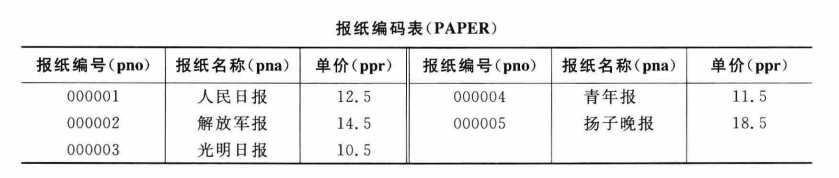 报纸编码表(PAPER)
报纸编号(pno) 报纸名称(pna) 单价(ppr) 报纸编号(pno) 报纸名称(pna) 单价(ppr)
000001 人民日报 12.5 000004 青年报 11.5
000002 解放军报 14.5 000005 扬子晚报 18.5
000003 光明日报 10.5